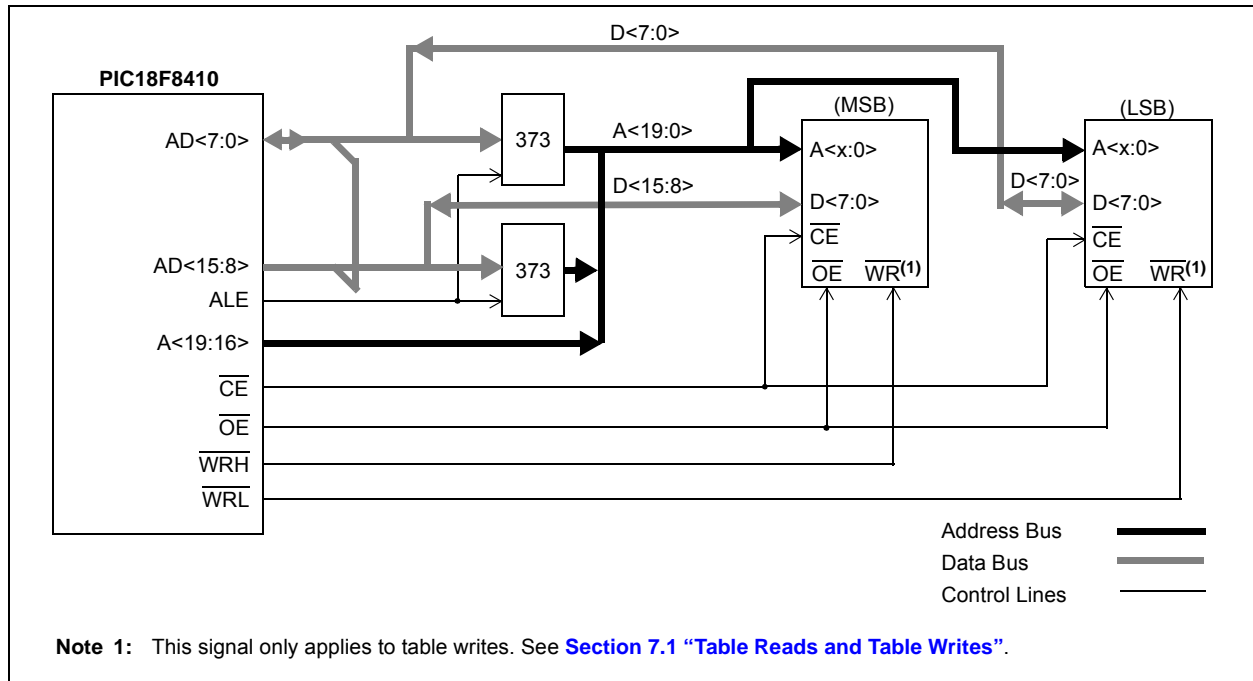 D<7:0>
PIC18F8410
(MSB)
(LSB)
AD<7:0>
373
A<19:0>
A<x:0>
A<x:0>
D<15:8>
D<7:0>
D<7:0>
D<7:0>
CE
CE
AD<15:8>
373
OE
WR(1)
OE
WR(1)
ALE
A<19:16>
CE
OE
WRH
WRL
Address Bus
Data Bus
Control Lines
Note 1: This signal only applies to table writes. See Section 7.1 “Table Reads and Table Writes”.